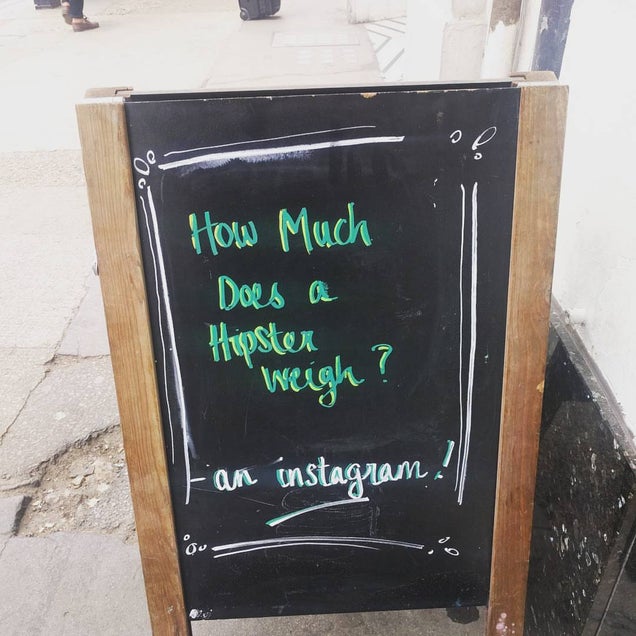 How Much
Does a
Hipster
weigh?
- an instagram!